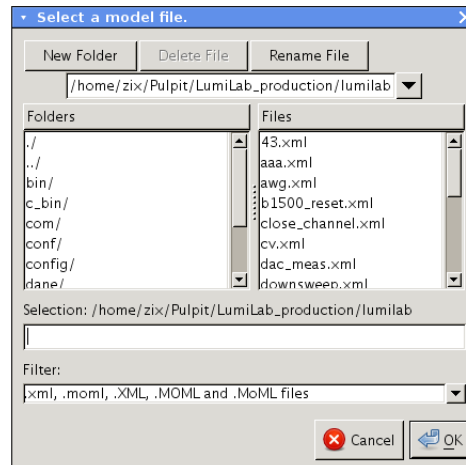 Select a model file.
New Folder Delete File Rename File
/home/zix/Pulpit/LumiLab_production/lumilab
Folders Files
./ 43.xml
../ aaa.xml
bin/ awg.xml
c_bin/ b1500_reset.xml
com/ close_channel.xml
conf/ cv.xml
config/ dac_meas.xml
dane/ downsweep.xml
Selection: /home/zix/Pulpit/LumiLab_production/lumilab
Filter:
.xml, .moml, .XML, .MOML and .MoML files
Cancel OK